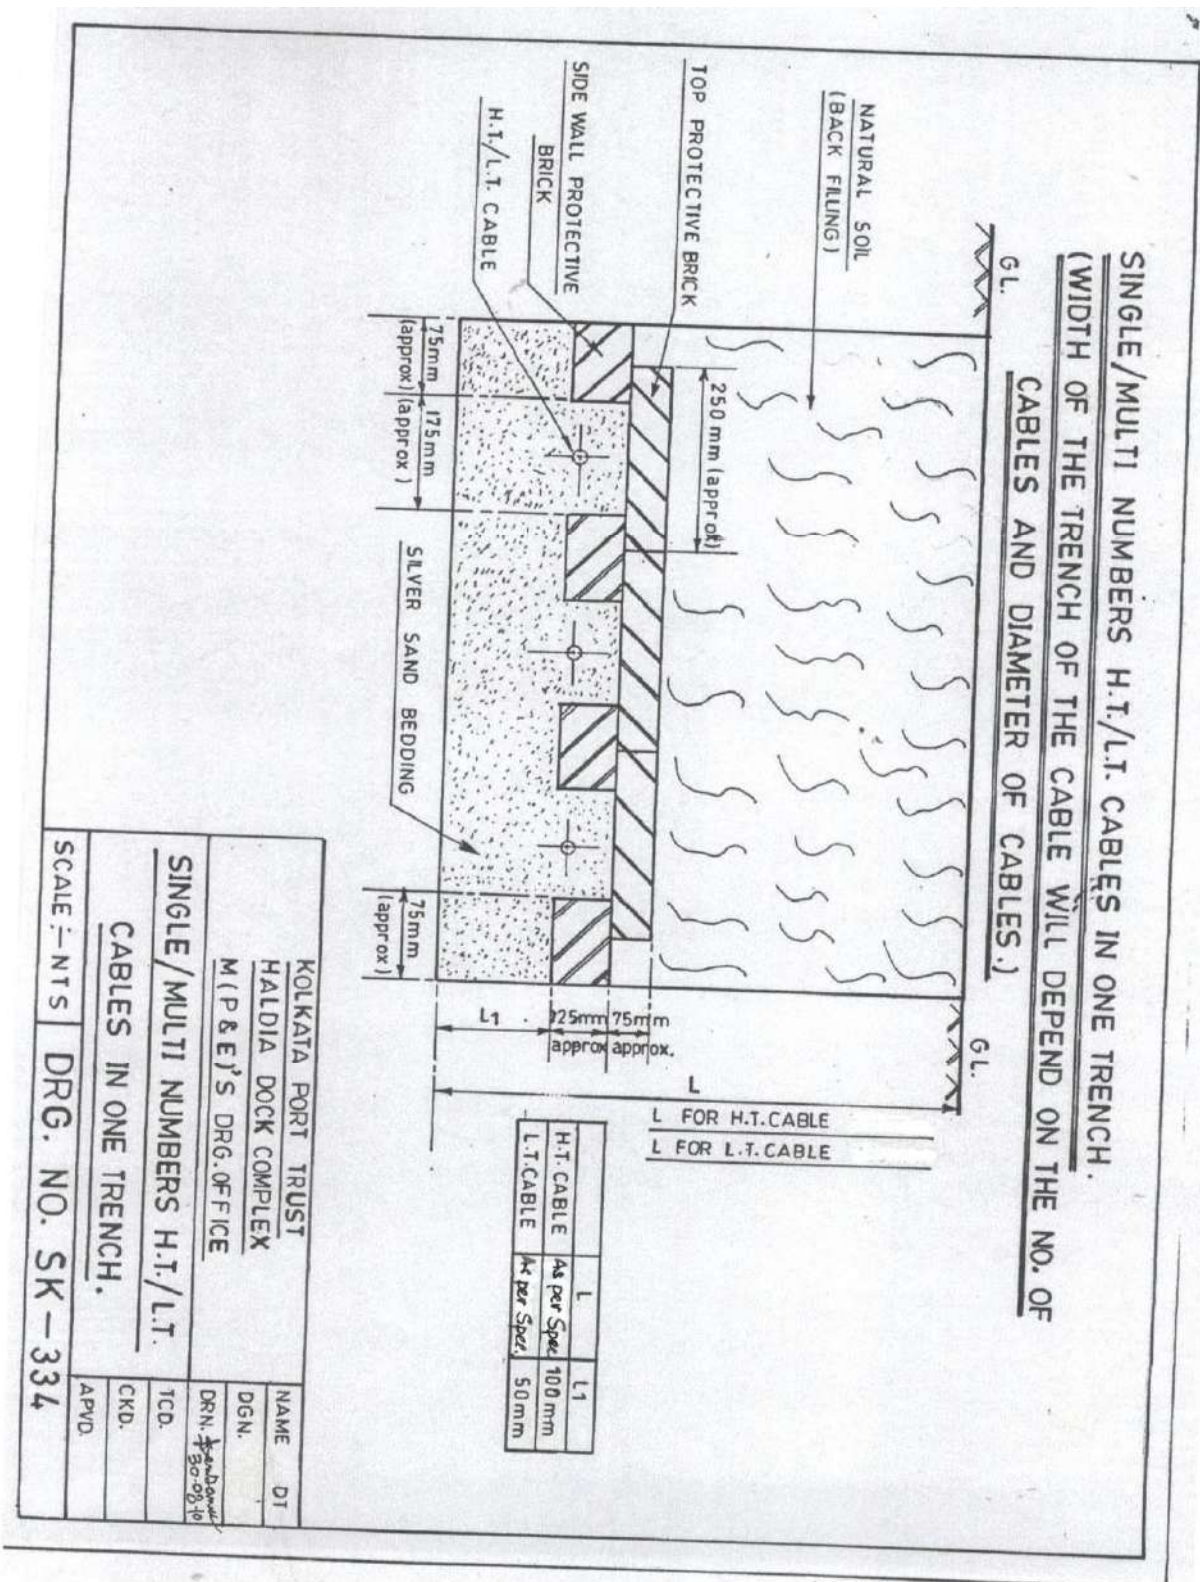 SINGLE/MULTI NUMBERS H.T./L.T. CABLES IN ONE TRENCH.
(WIDTH OF THE TRENCH OF THE CABLE WILL DEPEND ON THE NO. OF
CABLES AND DIAMETER OF CABLES.)
GL.
GL.
NATURAL SOIL
(BACK FILLING)
TOP PROTECTIVE BRICK
SIDE WALL PROTECTIVE
BRICK
H.T./L.T. CABLE
250 mm (approx)
75mm
(approx)
175mm
(approx)
SILVER SAND BEDDING
75mm
(approx)
L1
125mm
approx
75mm
approx.
L
L FOR H.T.CABLE
L FOR L.T.CABLE
L L1
H.T. CABLE As per Spec 100 mm
L.T.CABLE As per Spec. 50mm
KOLKATA PORT TRUST
HALDIA DOCK COMPLEX
M(P&E)'S DRG.OFFICE
SINGLE/MULTI NUMBERS H.T./L.T.
CABLES IN ONE TRENCH.
SCALE :- NTS DRG. NO. SK-334
NAME DT
DGN.
DRN. 30-08-10
TCD.
CKD.
APVD.